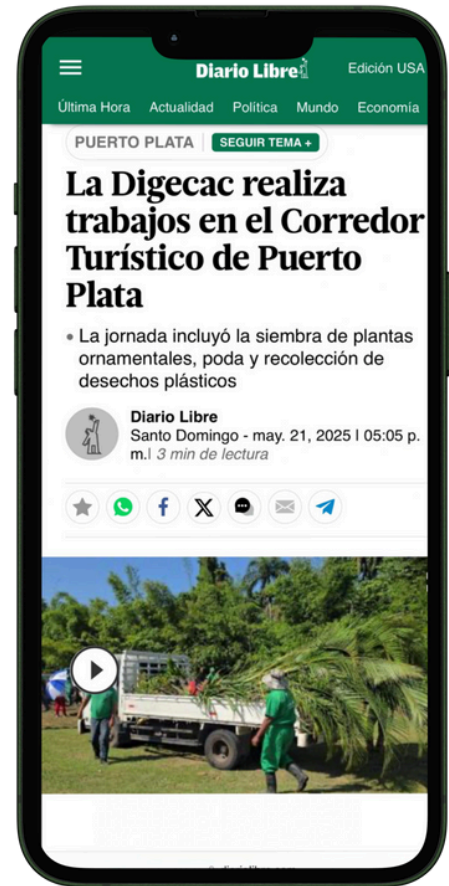 Diario Libre
Edición USA
Última Hora Actualidad Política Mundo Economía
PUERTO PLATA | SEGUIR TEMA +
La Digecac realiza
trabajos en el Corredor
Turístico de Puerto
Plata
• La jornada incluyó la siembra de plantas
ornamentales, poda y recolección de
desechos plásticos
Diario Libre
Santo Domingo - may. 21, 2025 | 05:05 p.
m.| 3 min de lectura